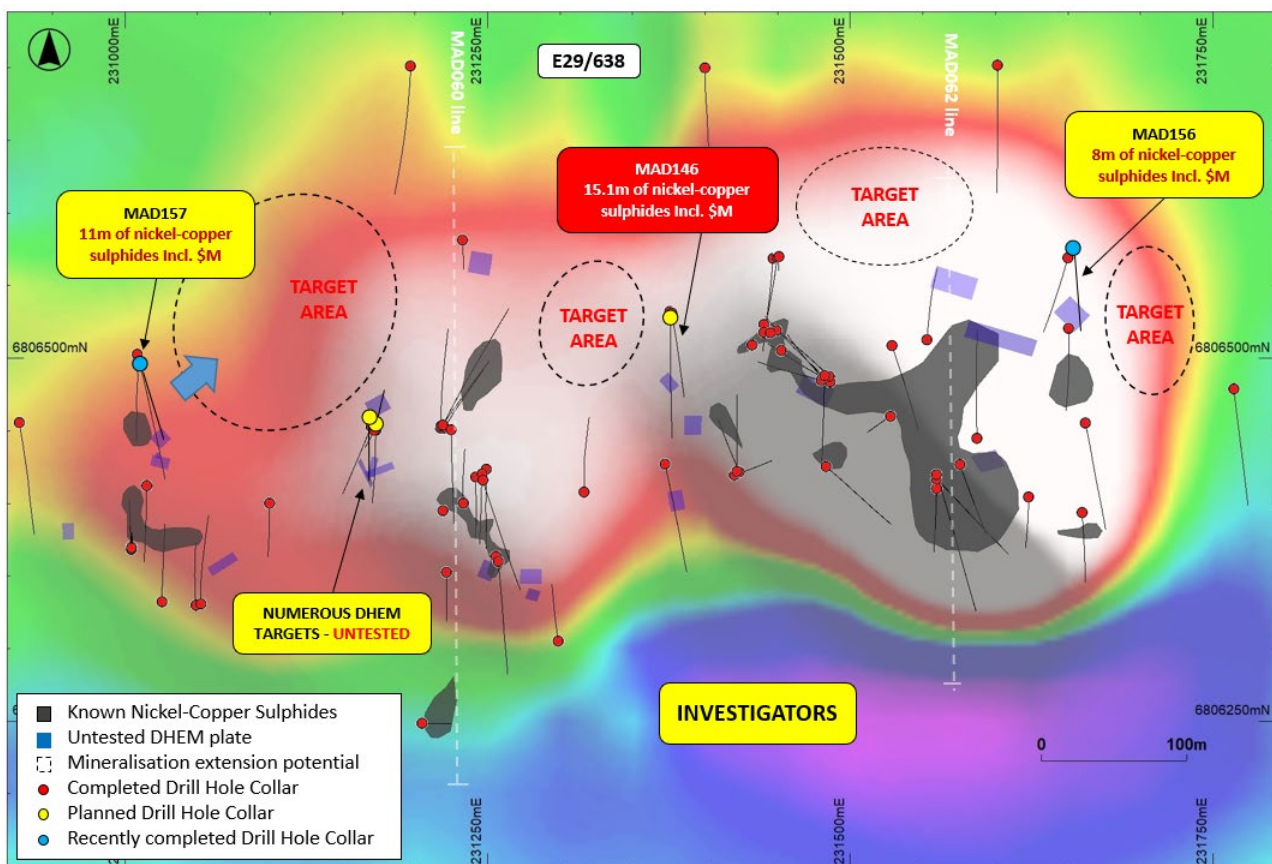 231000mE
231250mE
231500mE
231750mE
E29/638
MAD060 line
MAD062 line
MAD157
11m of nickel-copper
sulphides Incl. $M
MAD146
15.1m of nickel-copper
sulphides Incl. $M
MAD156
8m of nickel-copper
sulphides Incl. $M
TARGET
AREA
TARGET
AREA
TARGET
AREA
TARGET
AREA
6806500mN
6806500mN
NUMEROUS DHEM
TARGETS - UNTESTED
INVESTIGATORS
6806250mN
0
100m
Known Nickel-Copper Sulphides
Untested DHEM plate
Mineralisation extension potential
Completed Drill Hole Collar
Planned Drill Hole Collar
Recently completed Drill Hole Collar
231250mE
231500mE
231750mE